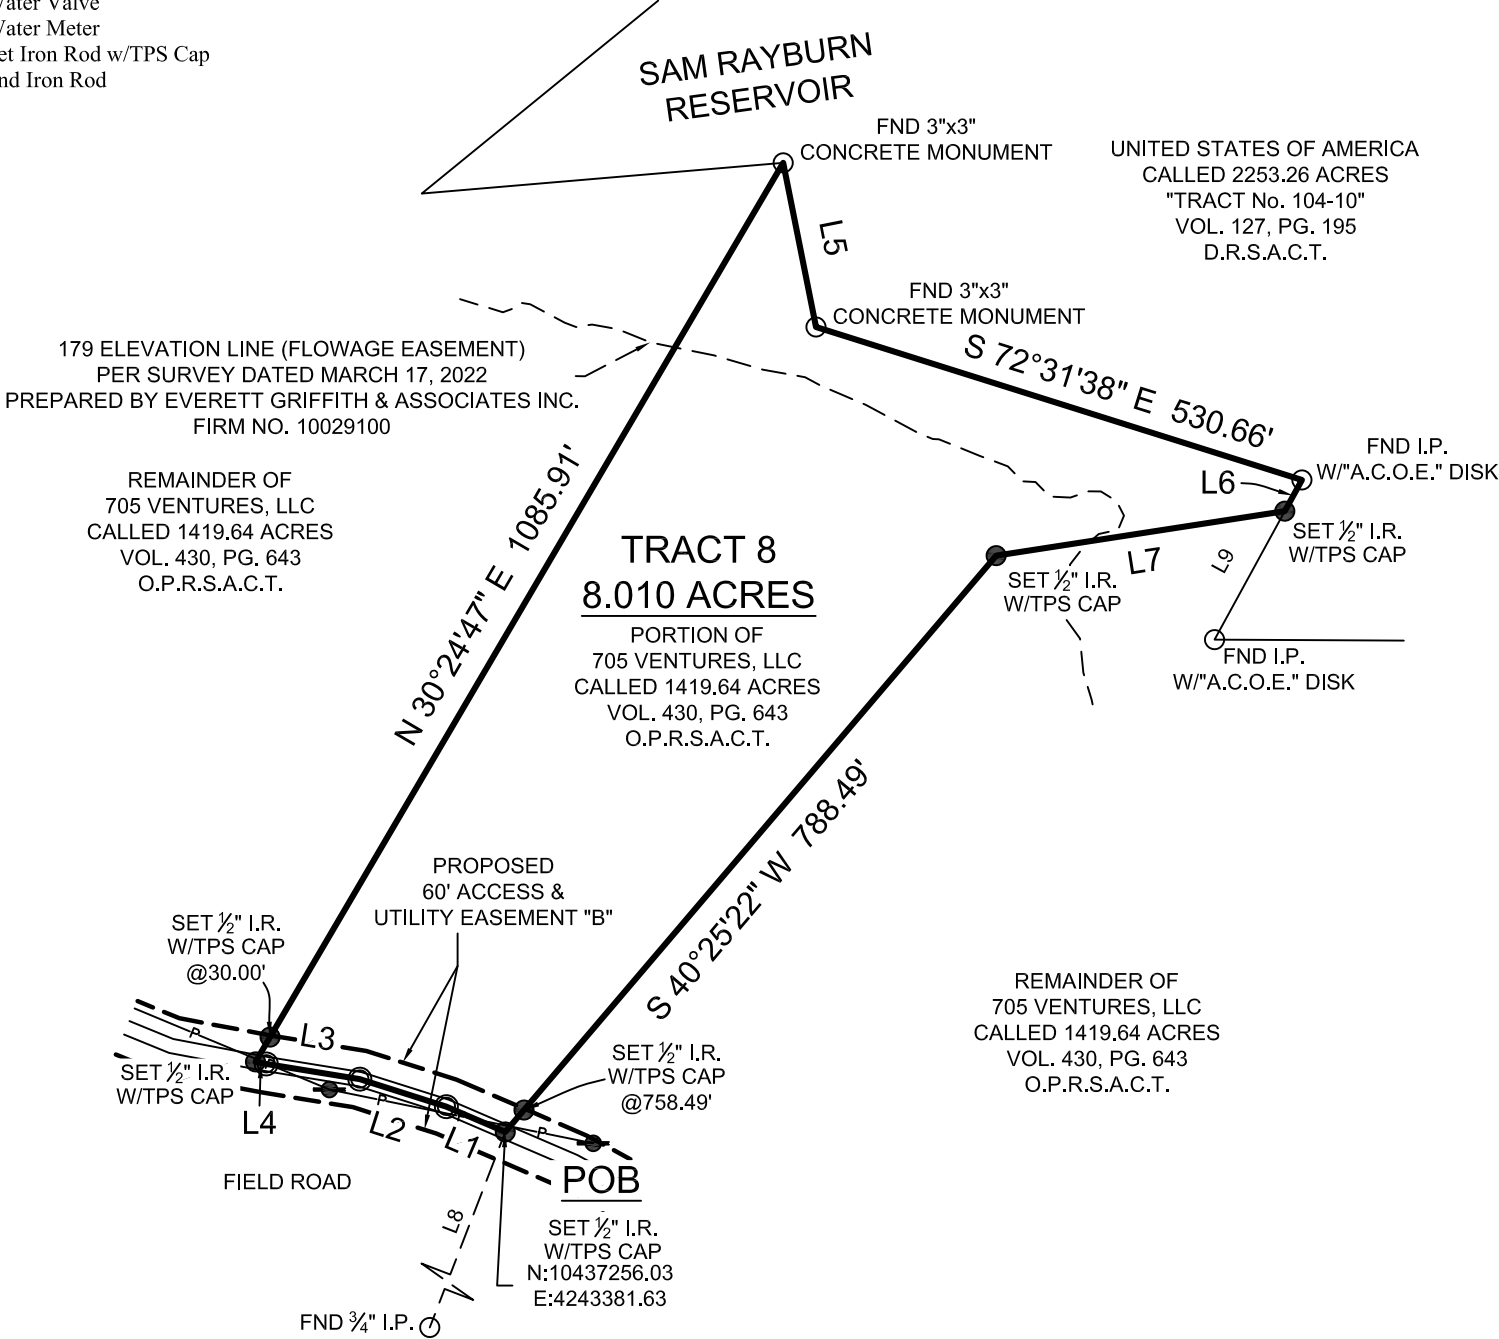 Water Valve
Water Meter
et Iron Rod w/TPS Cap
nd Iron Rod
SAM RAYBURN
RESERVOIR
FND 3"x3"
CONCRETE MONUMENT
UNITED STATES OF AMERICA
CALLED 2253.26 ACRES
"TRACT No. 104-10"
VOL. 127, PG. 195
D.R.S.A.C.T.
L5
FND 3"x3"
CONCRETE MONUMENT
179 ELEVATION LINE (FLOWAGE EASEMENT)
PER SURVEY DATED MARCH 17, 2022
PREPARED BY EVERETT GRIFFITH & ASSOCIATES INC.
FIRM NO. 10029100
S 72°31'38" E 530.66'
FND I.P.
W/"A.C.O.E." DISK
L6
REMAINDER OF
705 VENTURES, LLC
CALLED 1419.64 ACRES
VOL. 430, PG. 643
O.P.R.S.A.C.T.
N 30°24'47" E 1085.91'
SET ½" I.R.
W/TPS CAP
L7
L9
TRACT 8
8.010 ACRES
PORTION OF
705 VENTURES, LLC
CALLED 1419.64 ACRES
VOL. 430, PG. 643
O.P.R.S.A.C.T.
SET ½" I.R.
W/TPS CAP
FND I.P.
W/"A.C.O.E." DISK
S 40°25'22" W 788.49'
PROPOSED
60' ACCESS &
UTILITY EASEMENT "B"
SET ½" I.R.
W/TPS CAP
@30.00'
REMAINDER OF
705 VENTURES, LLC
CALLED 1419.64 ACRES
VOL. 430, PG. 643
O.P.R.S.A.C.T.
P
L3
SET ½" I.R.
W/TPS CAP
@758.49'
SET ½" I.R.
W/TPS CAP
P
L4
L2
L1
P
FIELD ROAD
POB
L8
SET ½" I.R.
W/TPS CAP
N:10437256.03
E:4243381.63
FND ¾" I.P.